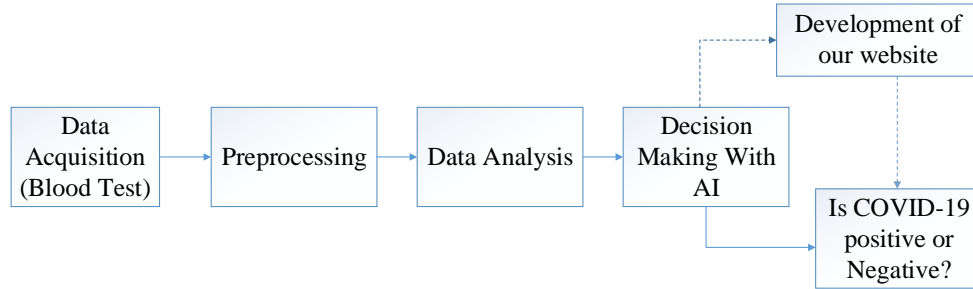 Development of
our website
Data
Acquisition
(Blood Test)
Preprocessing
Data Analysis
Decision
Making With
AI
Is COVID-19
positive or
Negative?